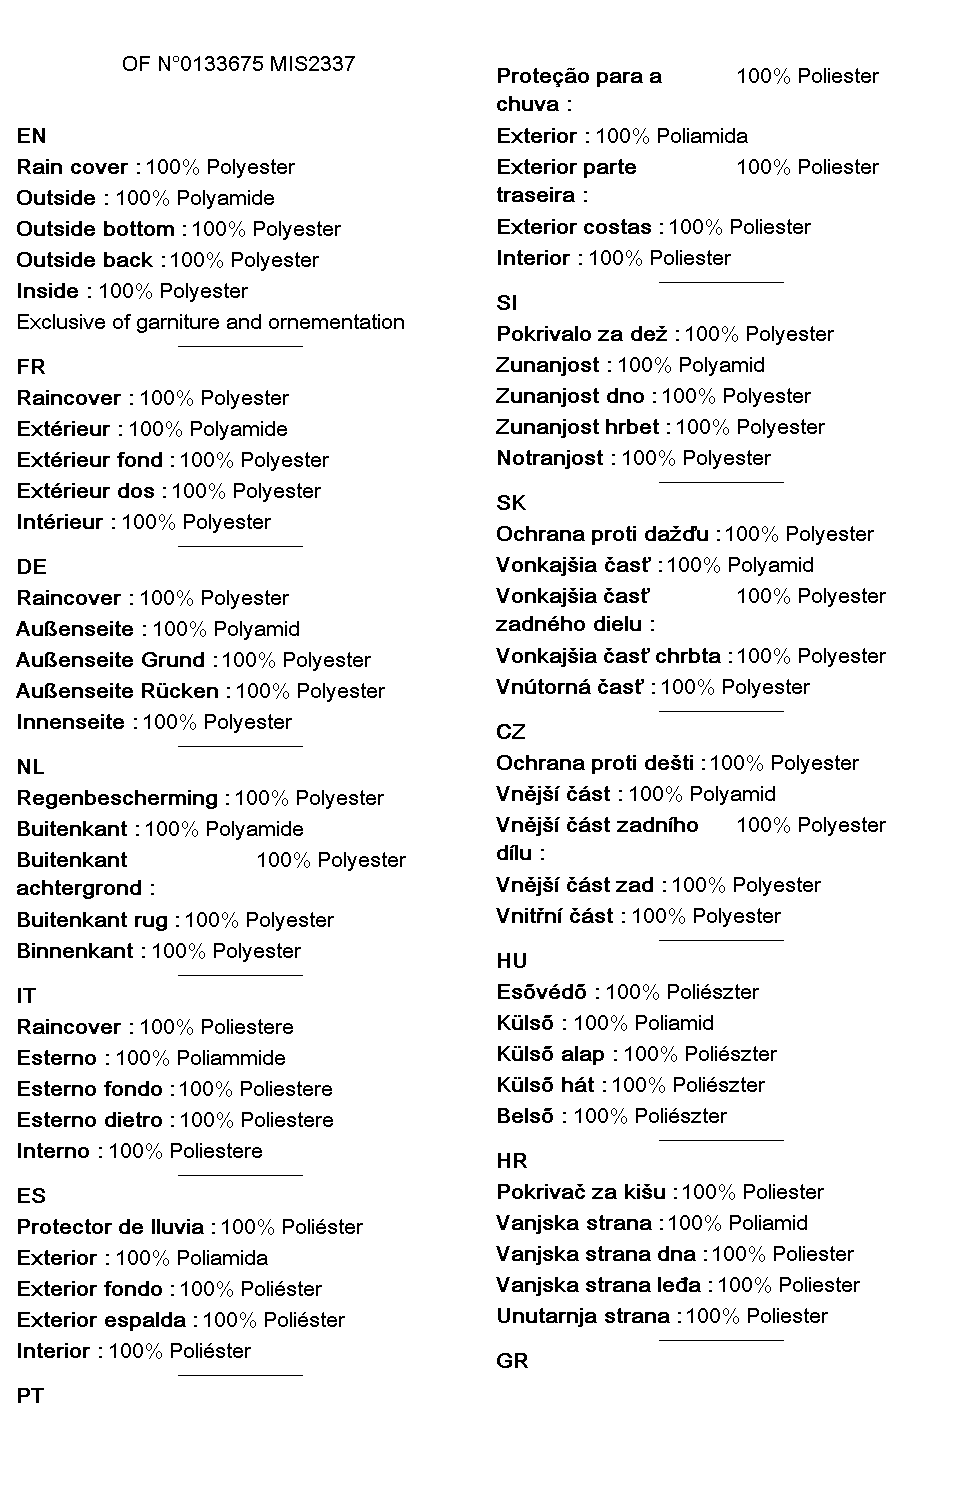 OF N°0133675 MIS2337
EN
Rain cover : 100% Polyester
Outside : 100% Polyamide
Outside bottom : 100% Polyester
Outside back : 100% Polyester
Inside : 100% Polyester
Exclusive of garniture and ornementation
FR
Raincover : 100% Polyester
Extérieur : 100% Polyamide
Extérieur fond : 100% Polyester
Extérieur dos : 100% Polyester
Intérieur : 100% Polyester
DE
Raincover : 100% Polyester
Außenseite : 100% Polyamid
Außenseite Grund : 100% Polyester
Außenseite Rücken : 100% Polyester
Innenseite : 100% Polyester
NL
Regenbescherming : 100% Polyester
Buitenkant : 100% Polyamide
Buitenkant 100% Polyester
achtergrond :
Buitenkant rug : 100% Polyester
Binnenkant : 100% Polyester
IT
Raincover : 100% Poliestere
Esterno : 100% Poliammide
Esterno fondo : 100% Poliestere
Esterno dietro : 100% Poliestere
Interno : 100% Poliestere
ES
Protector de lluvia : 100% Poliéster
Exterior : 100% Poliamida
Exterior fondo : 100% Poliéster
Exterior espalda : 100% Poliéster
Interior : 100% Poliéster
PT
Proteção para a 100% Poliester
chuva :
Exterior : 100% Poliamida
Exterior parte 100% Poliester
traseira :
Exterior costas : 100% Poliester
Interior : 100% Poliester
SI
Pokrivalo za dež : 100% Polyester
Zunanjost : 100% Polyamid
Zunanjost dno : 100% Polyester
Zunanjost hrbet : 100% Polyester
Notranjost : 100% Polyester
SK
Ochrana proti dažďu : 100% Polyester
Vonkajšia časť : 100% Polyamid
Vonkajšia časť 100% Polyester
zadného dielu :
Vonkajšia časť chrbta : 100% Polyester
Vnútorná časť : 100% Polyester
CZ
Ochrana proti dešti : 100% Polyester
Vnější část : 100% Polyamid
Vnější část zadního 100% Polyester
dílu :
Vnější část zad : 100% Polyester
Vnitřní část : 100% Polyester
HU
Esővédő : 100% Poliészter
Külső : 100% Poliamid
Külső alap : 100% Poliészter
Külső hát : 100% Poliészter
Belső : 100% Poliészter
HR
Pokrivač za kišu : 100% Poliester
Vanjska strana : 100% Poliamid
Vanjska strana dna : 100% Poliester
Vanjska strana leđa : 100% Poliester
Unutarnja strana : 100% Poliester
GR